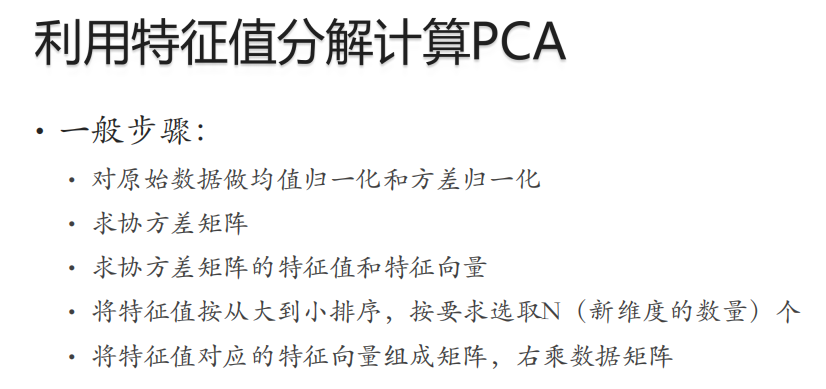 利用特征值分解计算PCA
• 一般步骤：
• 对原始数据做均值归一化和方差归一化
• 求协方差矩阵
• 求协方差矩阵的特征值和特征向量
• 将特征值按从大到小排序，按要求选取N（新维度的数量）个
• 将特征值对应的特征向量组成矩阵，右乘数据矩阵